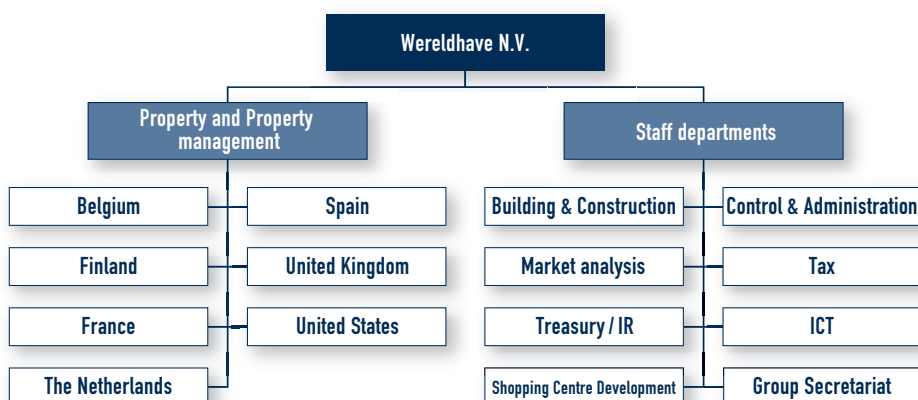 Wereldhave N.V.
Property and Property
management
Staff departments
Belgium
Spain
Building & Construction
Control & Administration
Finland
United Kingdom
Market analysis
Tax
France
United States
Treasury / IR
ICT
The Netherlands
Shopping Centre Development
Group Secretariat